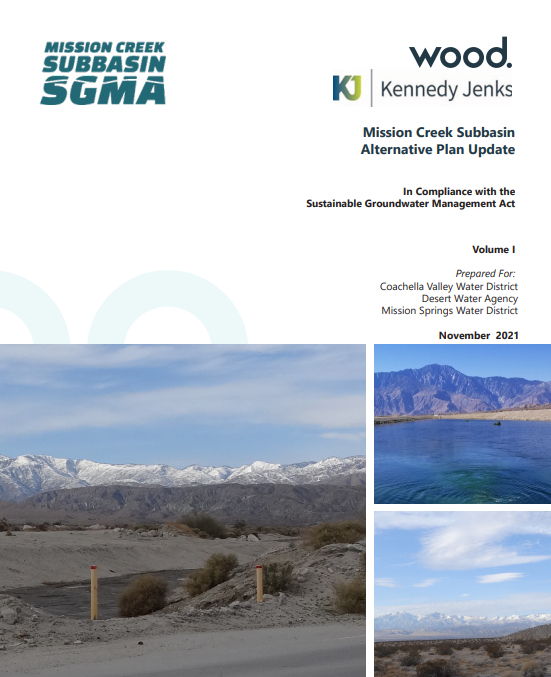 MISSION CREEK
SUBBASIN
SGMA
wood.
KJ Kennedy Jenks
Mission Creek Subbasin
Alternative Plan Update
In Compliance with the
Sustainable Groundwater Management Act
Volume I
Prepared For:
Coachella Valley Water District
Desert Water Agency
Mission Springs Water District
November 2021